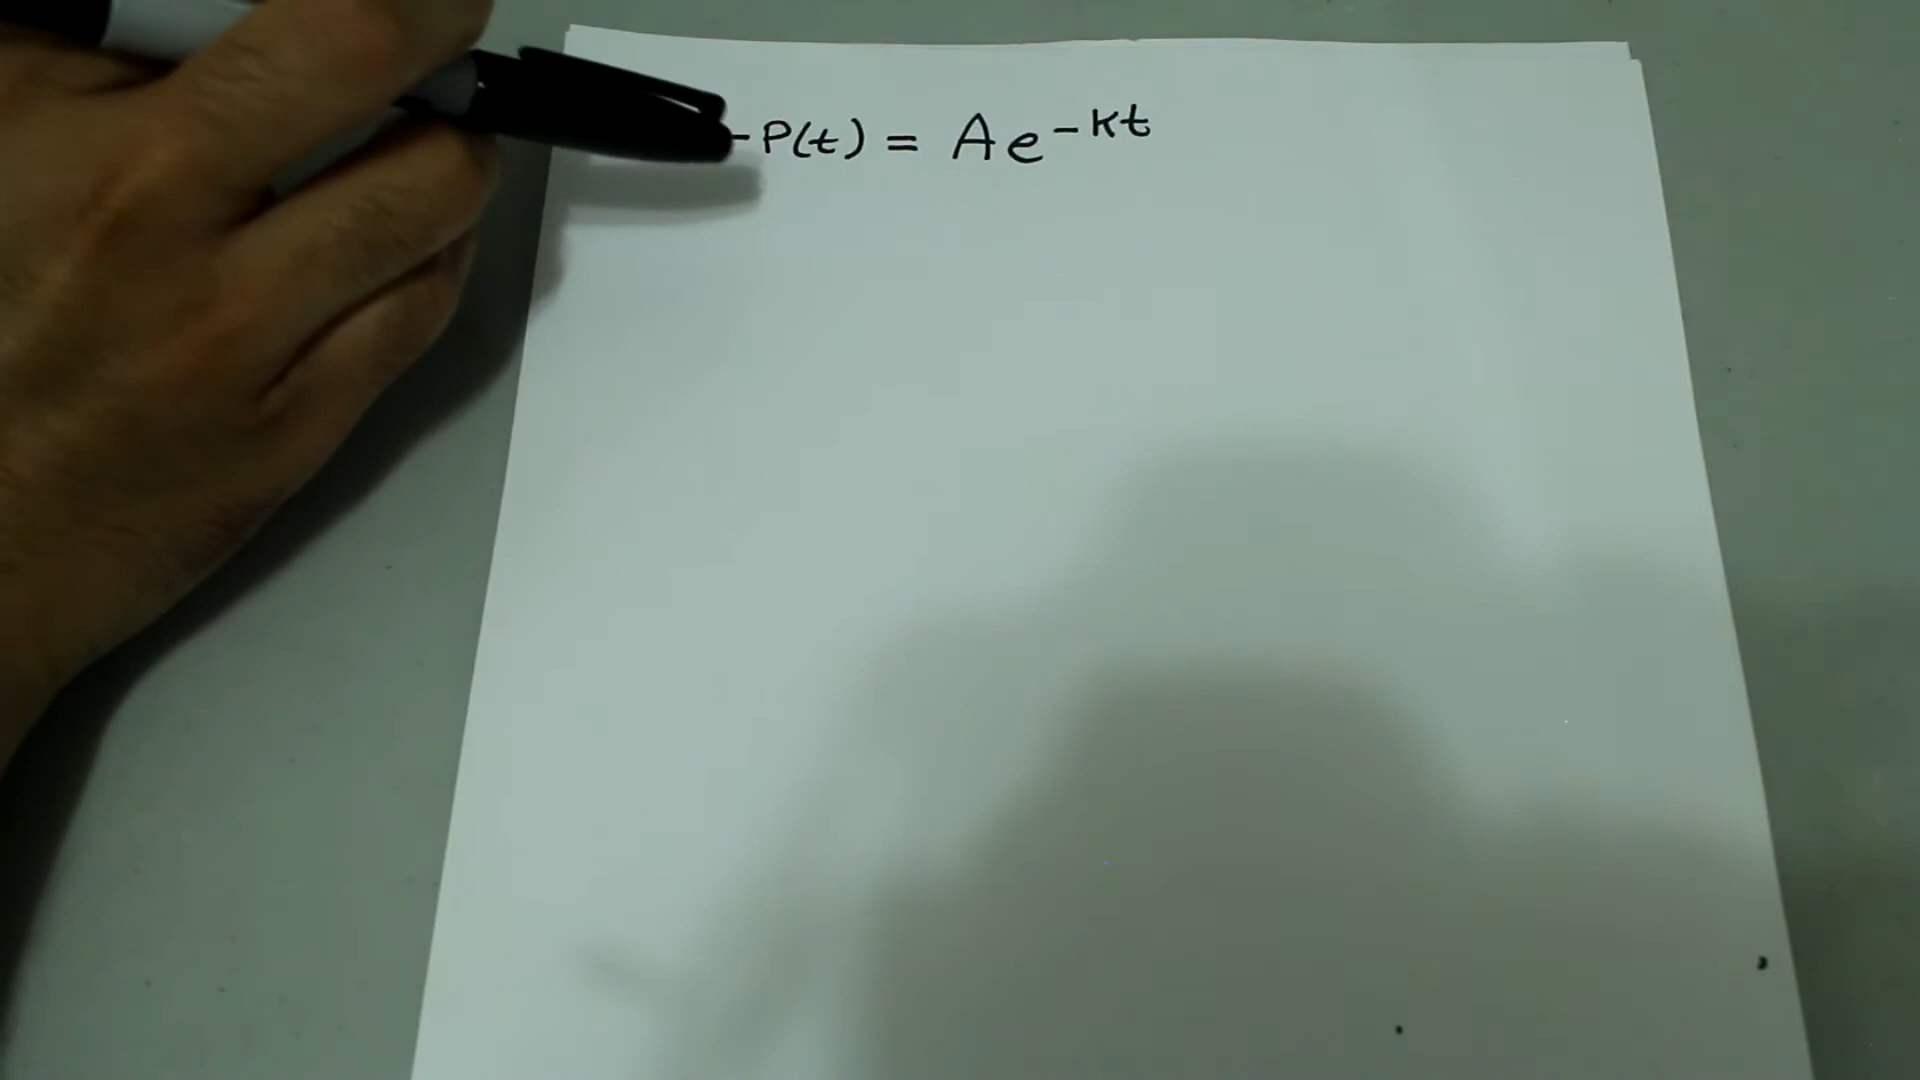 -P(t) = Ae^{-kt}